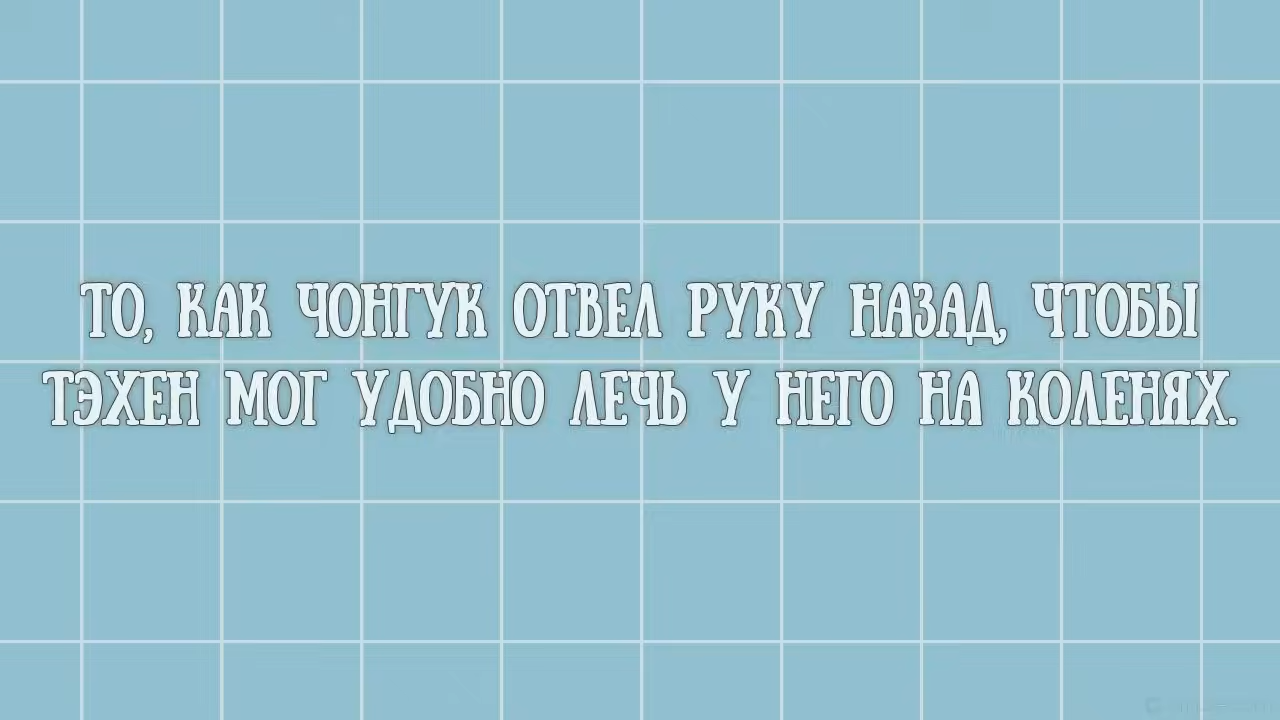 ТО, КАК ЧОНГУК ОТВЕЛ РУКУ НАЗАД, ЧТОБЫ
ТЭХЕН МОГ УДОБНО ЛЕЧЬ У НЕГО НА КОЛЕНЯХ.